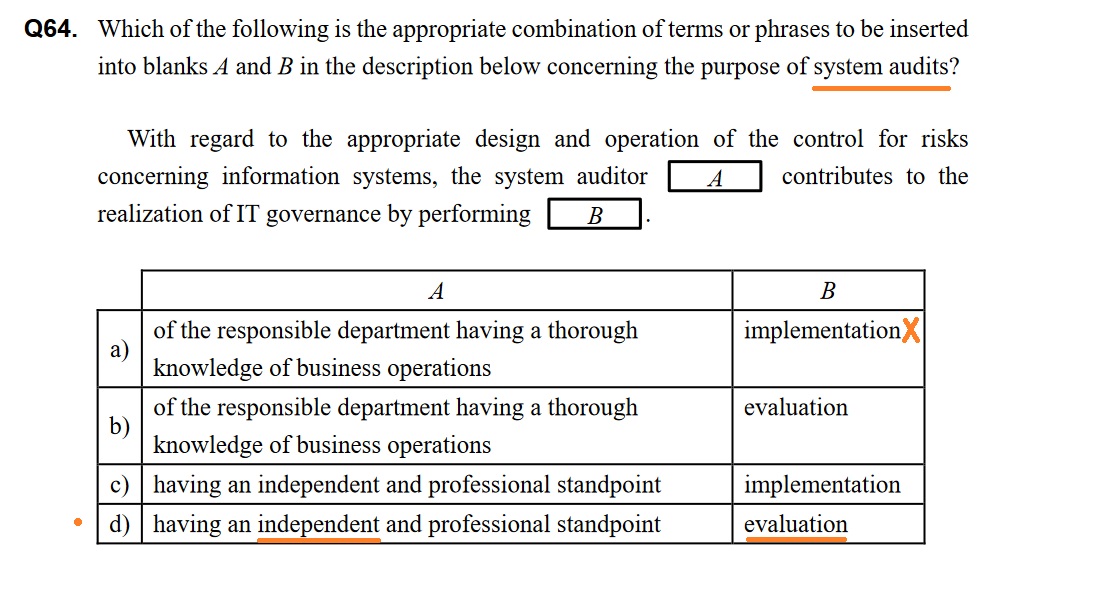 Q64. Which of the following is the appropriate combination of terms or phrases to be inserted
into blanks A and B in the description below concerning the purpose of system audits?
With regard to the appropriate design and operation of the control for risks
concerning information systems, the system auditor A contributes to the
realization of IT governance by performing B .
A B
a) of the responsible department having a thorough implementation X
knowledge of business operations
b) of the responsible department having a thorough evaluation
knowledge of business operations
c) having an independent and professional standpoint implementation
d) having an independent and professional standpoint evaluation